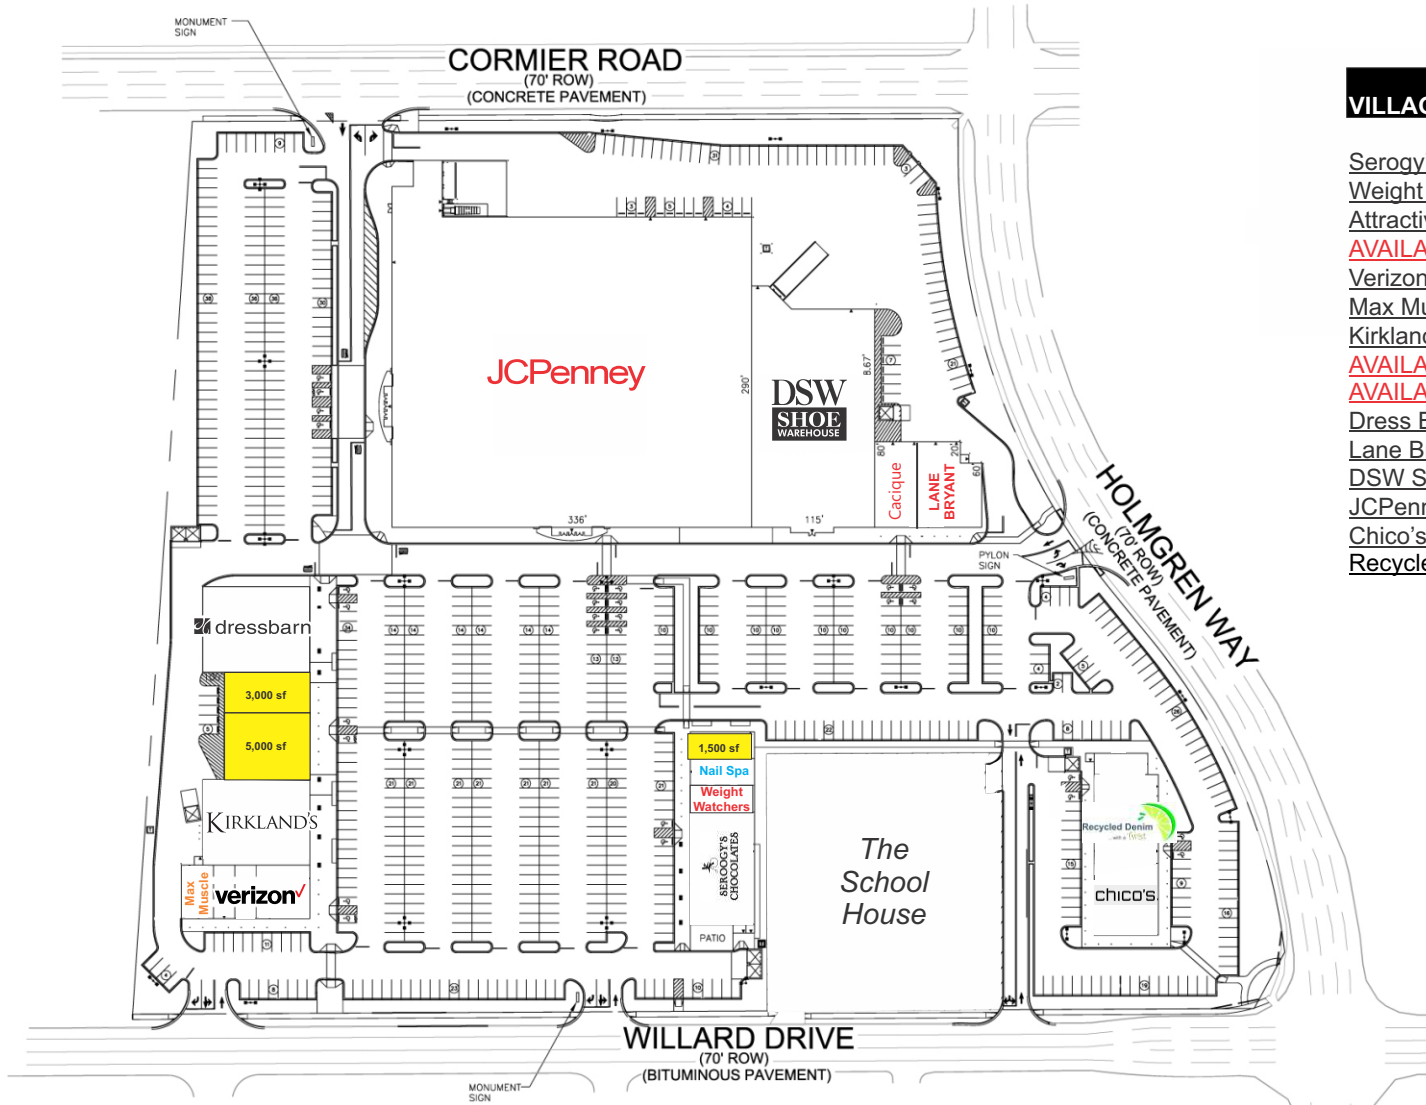 MONUMENT
SIGN
CORMIER ROAD
(70' ROW)
(CONCRETE PAVEMENT)
VILLAG
Serogy
Weight
Attractiv
AVAILA
Verizon
Max Mu
Kirkland
AVAILA
AVAILA
Dress B
Lane B
DSW S
JCPenn
Chico's
Recycle
JCPenney
290'
DSW
SHOE
WAREHOUSE
8.67'
80'
20'
60'
Cacique
LANE
BRYANT
336'
115'
PYLON
SIGN
HOLMGREN WAY
(70' ROW)
(CONCRETE PAVEMENT)
dressbarn
3,000 sf
5,000 sf
KIRKLAND'S
Max
Muscle
verizon
1,500 sf
Nail Spa
Weight
Watchers
SEROOGY'S
CHOCOLATES
PATIO
The
School
House
Recycled Denim
...with a Twist
chico's
WILLARD DRIVE
(70' ROW)
(BITUMINOUS PAVEMENT)
MONUMENT
SIGN